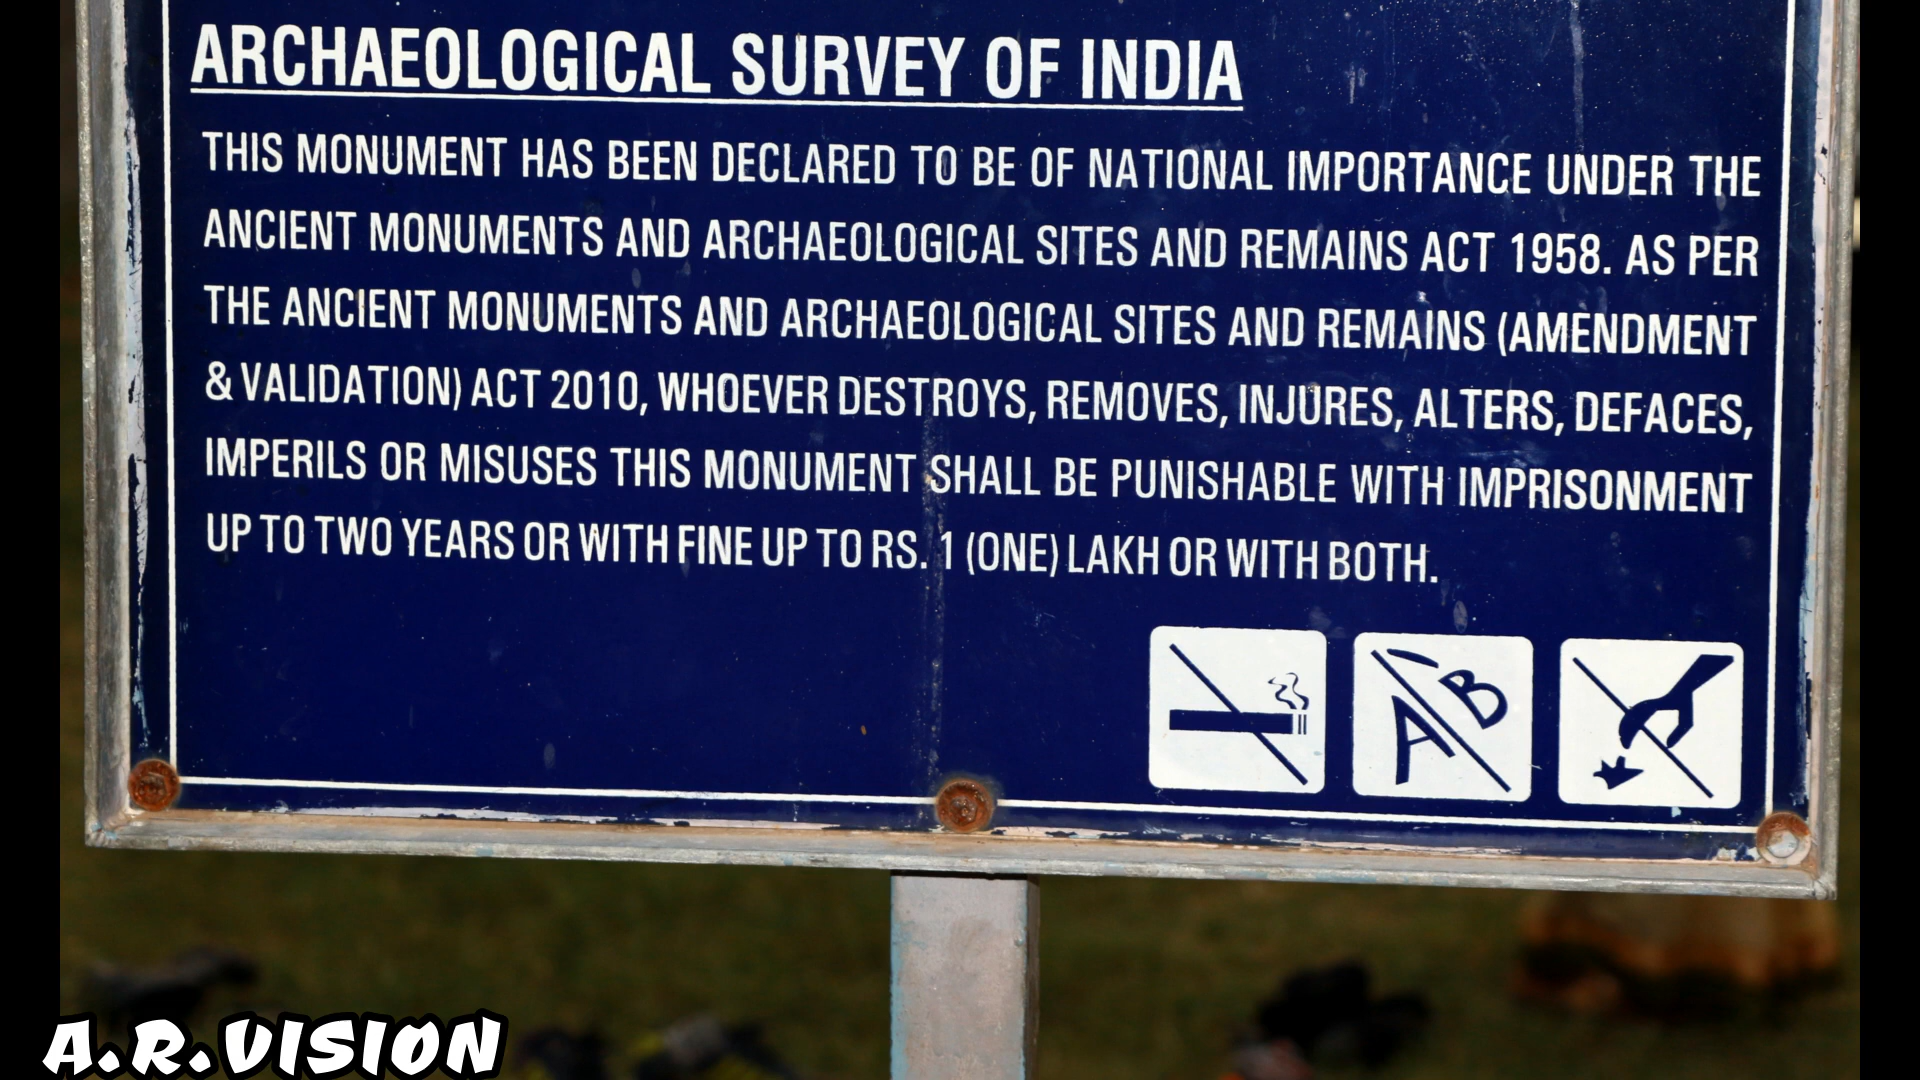 ARCHAEOLOGICAL SURVEY OF INDIA
THIS MONUMENT HAS BEEN DECLARED TO BE OF NATIONAL IMPORTANCE UNDER THE
ANCIENT MONUMENTS AND ARCHAEOLOGICAL SITES AND REMAINS ACT 1958. AS PER
THE ANCIENT MONUMENTS AND ARCHAEOLOGICAL SITES AND REMAINS (AMENDMENT
& VALIDATION) ACT 2010, WHOEVER DESTROYS, REMOVES, INJURES, ALTERS, DEFACES,
IMPERILS OR MISUSES THIS MONUMENT SHALL BE PUNISHABLE WITH IMPRISONMENT
UP TO TWO YEARS OR WITH FINE UP TO RS. 1 (ONE) LAKH OR WITH BOTH.
A B
A.R.VISION